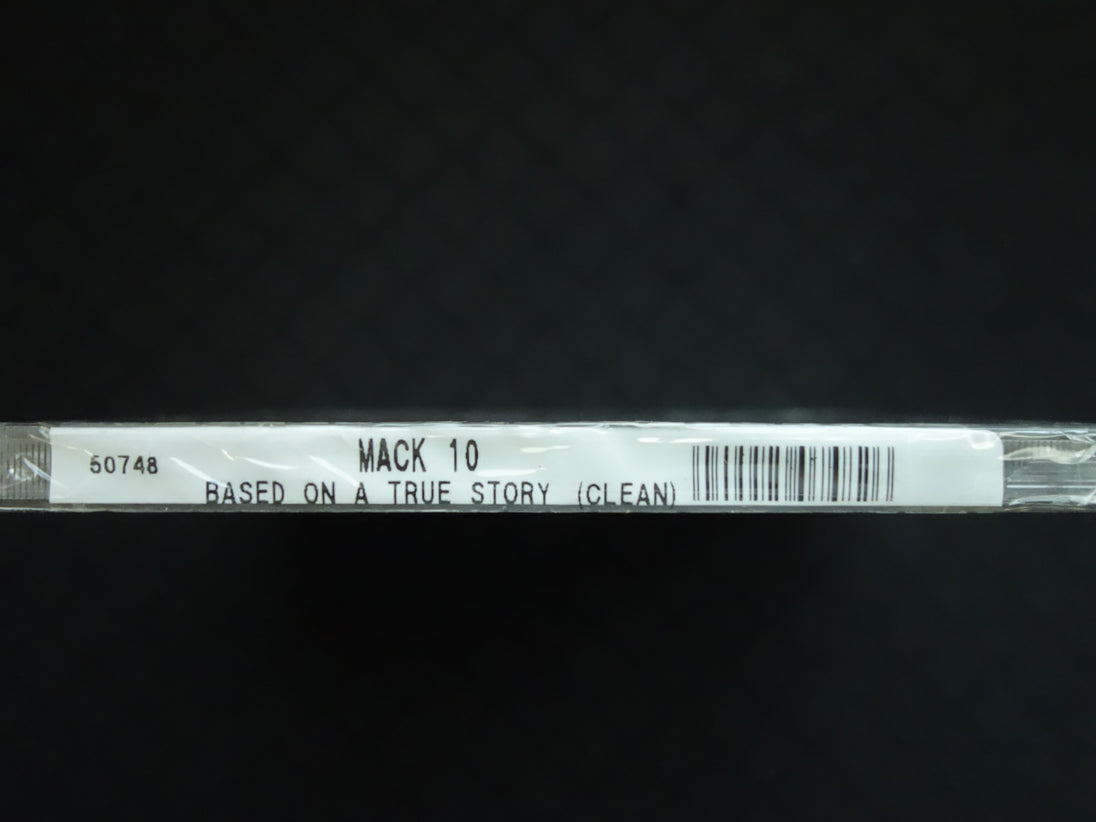 50748
MACK 10
BASED ON A TRUE STORY (CLEAN)